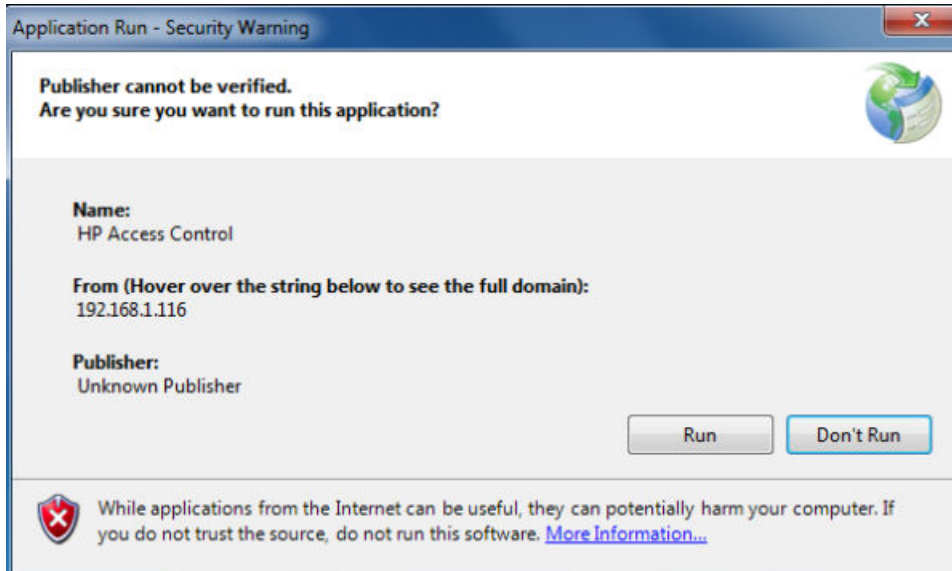 Application Run - Security Warning
Publisher cannot be verified.
Are you sure you want to run this application?
Name:
HP Access Control
From (Hover over the string below to see the full domain):
192.168.1.116
Publisher:
Unknown Publisher
Run Don't Run
While applications from the Internet can be useful, they can potentially harm your computer. If
you do not trust the source, do not run this software. More Information...